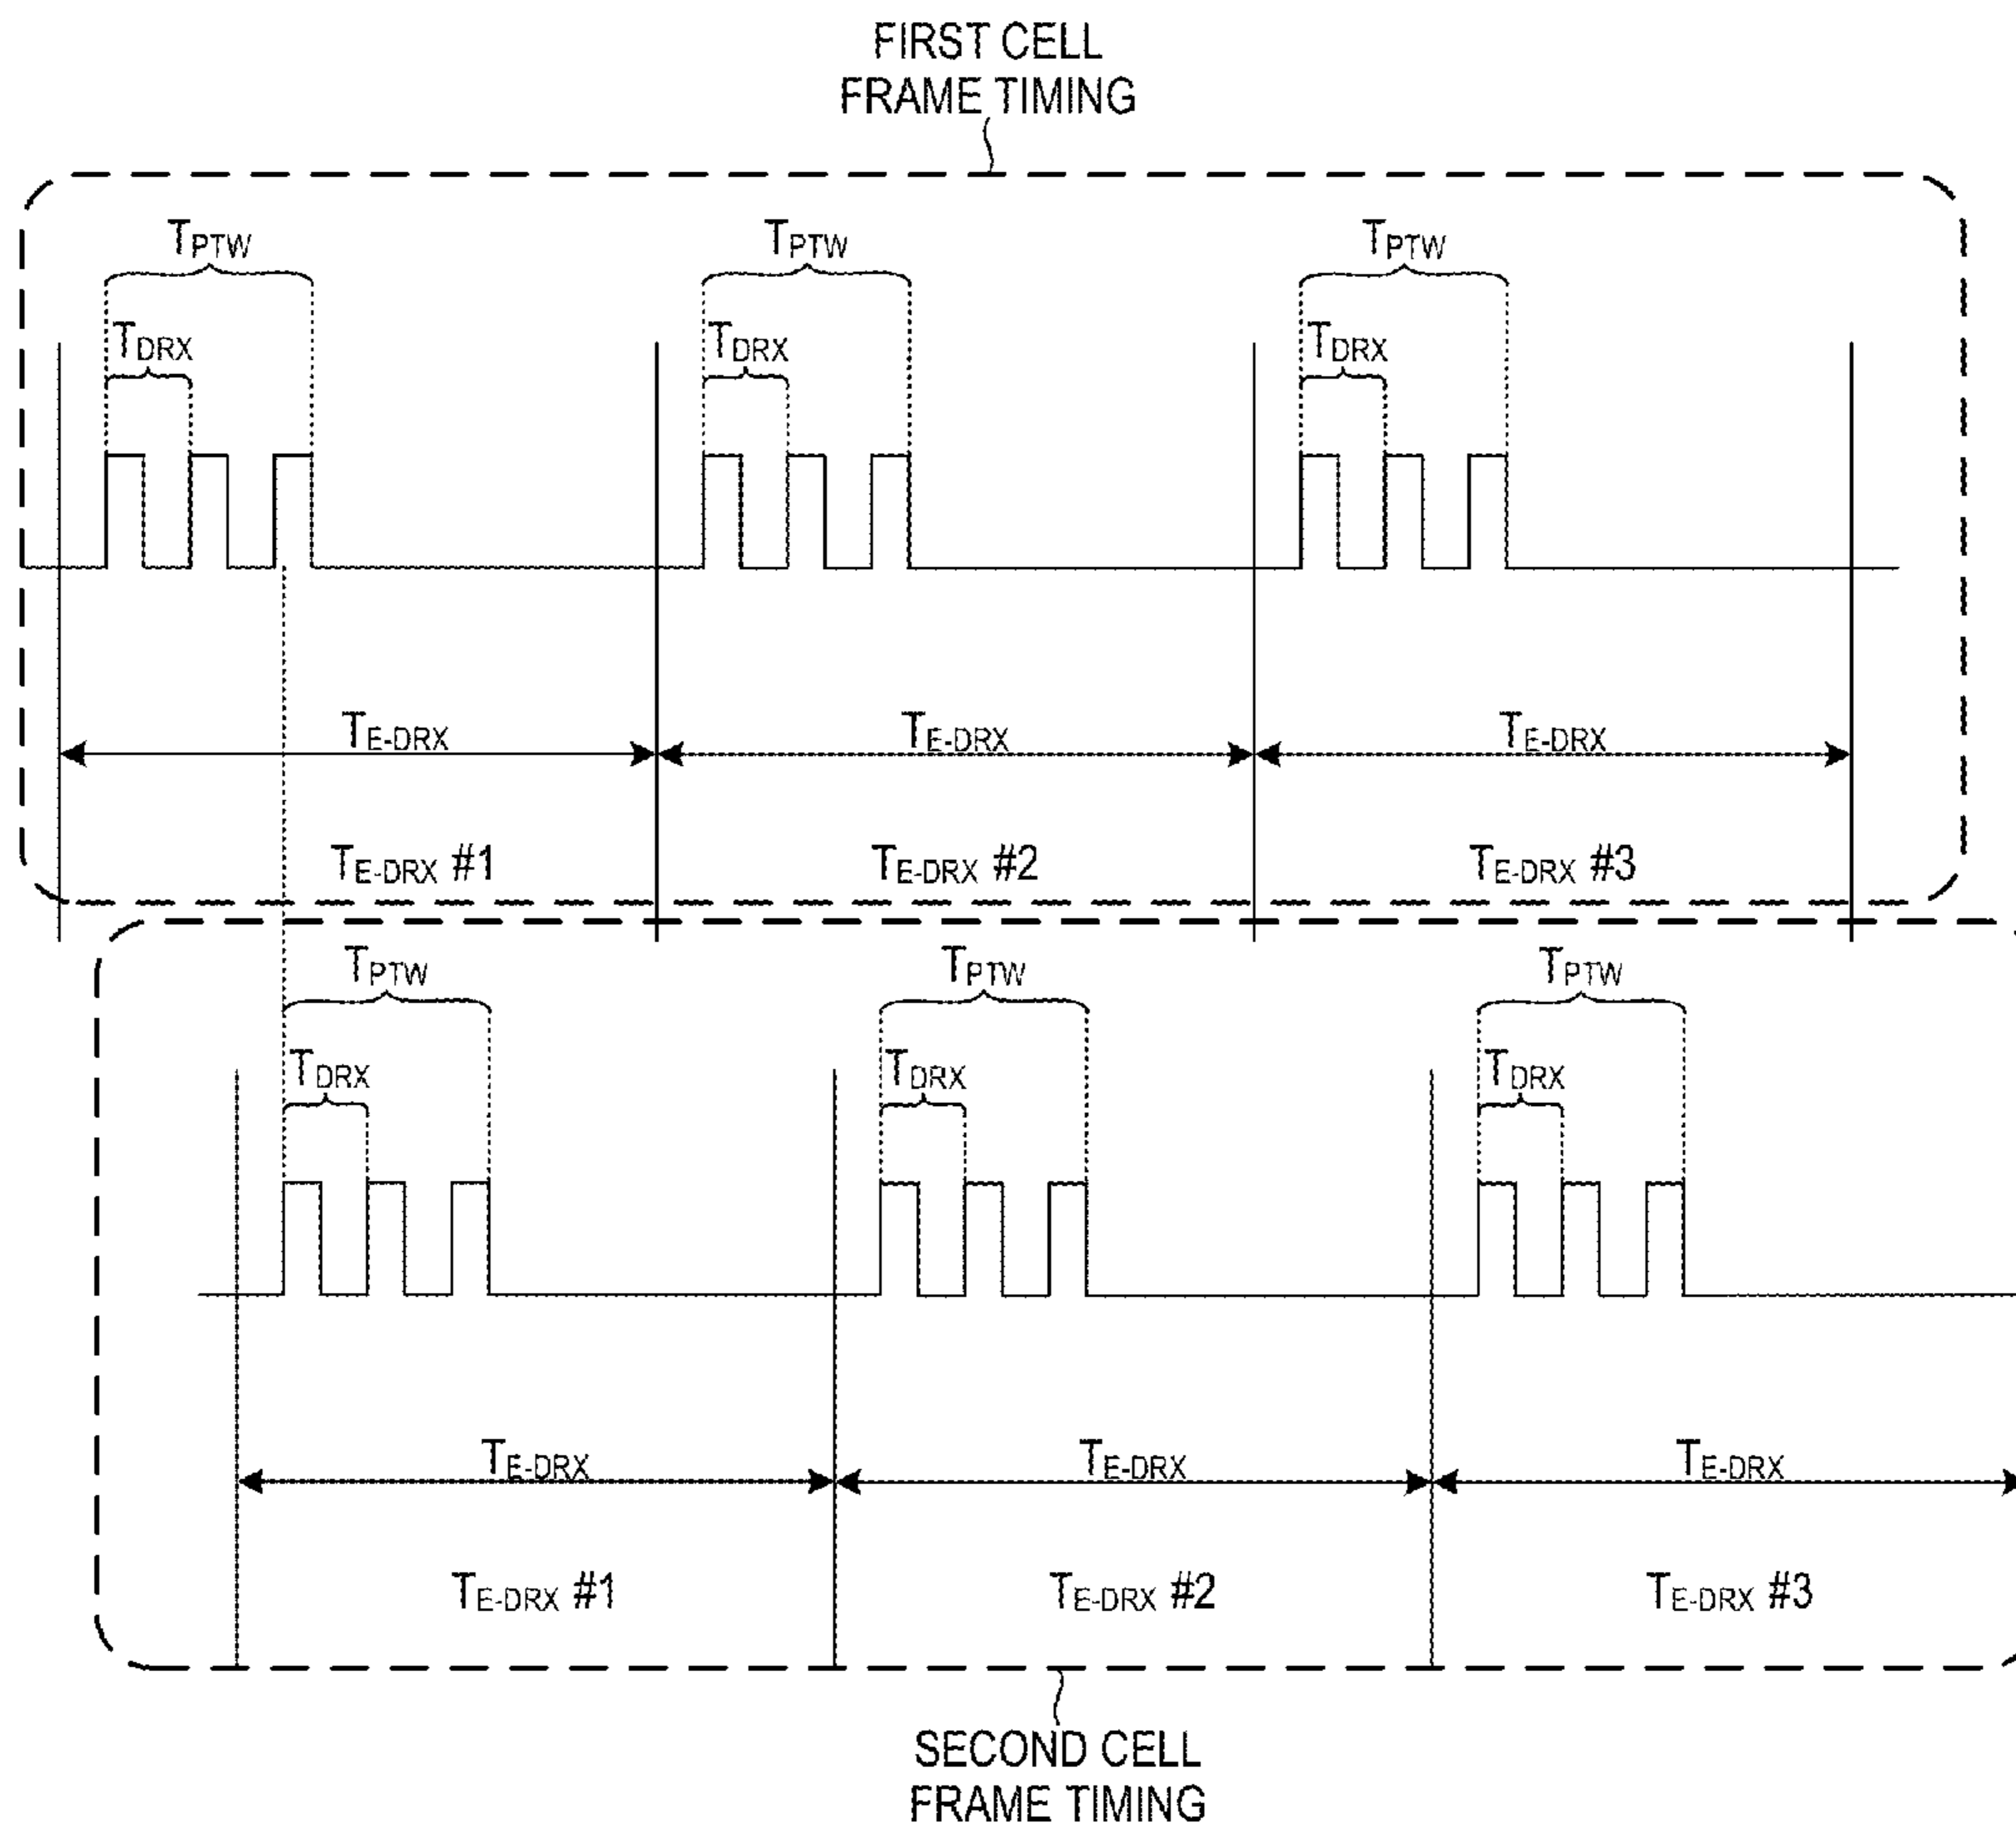 FIRST CELL
FRAME TIMING
TPTW TPTW TPTW
TDRX TDRX TDRX
TE-DRX TE-DRX TE-DRX
TE-DRX #1 TE-DRX #2 TE-DRX #3
TPTW TPTW TPTW
TDRX TDRX TDRX
TE-DRX TE-DRX TE-DRX
TE-DRX #1 TE-DRX #2 TE-DRX #3
SECOND CELL
FRAME TIMING